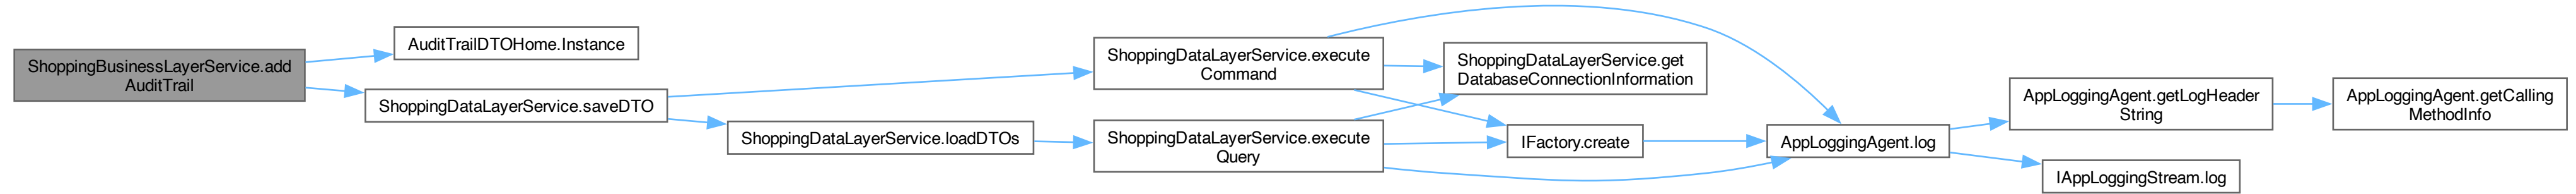 ShoppingBusinessLayerService.add
AuditTrail
AuditTrailDTOHome.Instance
ShoppingDataLayerService.saveDTO
ShoppingDataLayerService.loadDTOs
ShoppingDataLayerService.execute
Command
ShoppingDataLayerService.execute
Query
ShoppingDataLayerService.get
DatabaseConnectionInformation
IFactory.create
AppLoggingAgent.log
AppLoggingAgent.getLogHeader
String
IAppLoggingStream.log
AppLoggingAgent.getCalling
MethodInfo